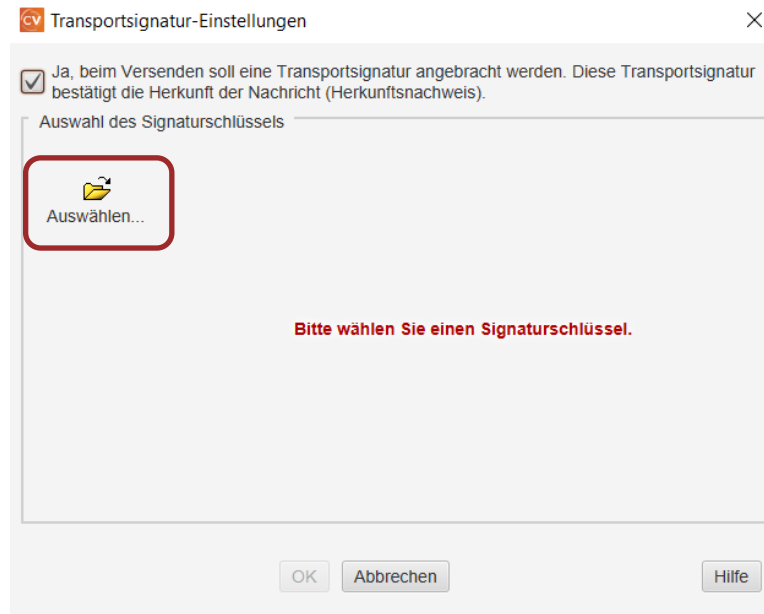 CV Transportsignatur-Einstellungen
Ja, beim Versenden soll eine Transportsignatur angebracht werden. Diese Transportsignatur
bestätigt die Herkunft der Nachricht (Herkunftsnachweis).
Auswahl des Signaturschlüssels
Auswählen...
Bitte wählen Sie einen Signaturschlüssel.
OK Abbrechen Hilfe